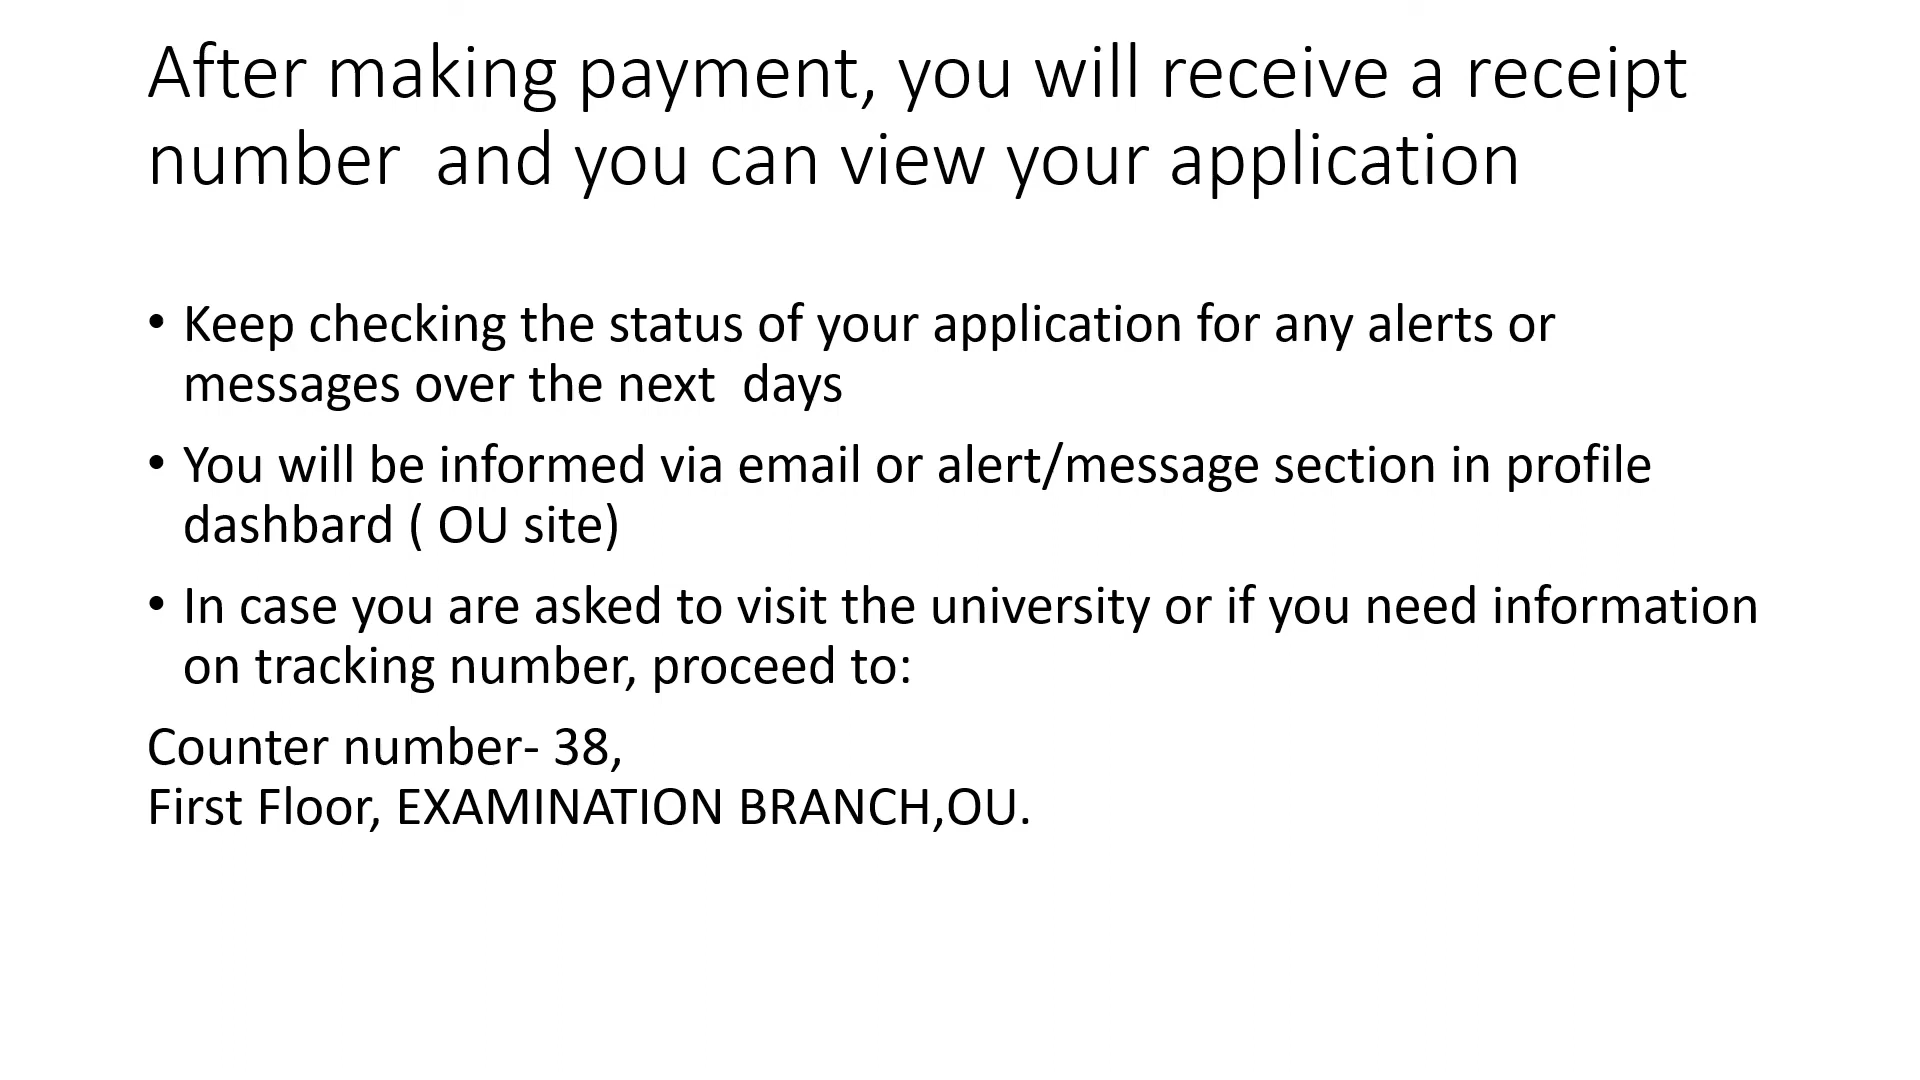 After making payment, you will receive a receipt
number  and you can view your application
• Keep checking the status of your application for any alerts or
messages over the next  days
• You will be informed via email or alert/message section in profile
dashbard ( OU site)
• In case you are asked to visit the university or if you need information
on tracking number, proceed to:
Counter number- 38,
First Floor, EXAMINATION BRANCH,OU.